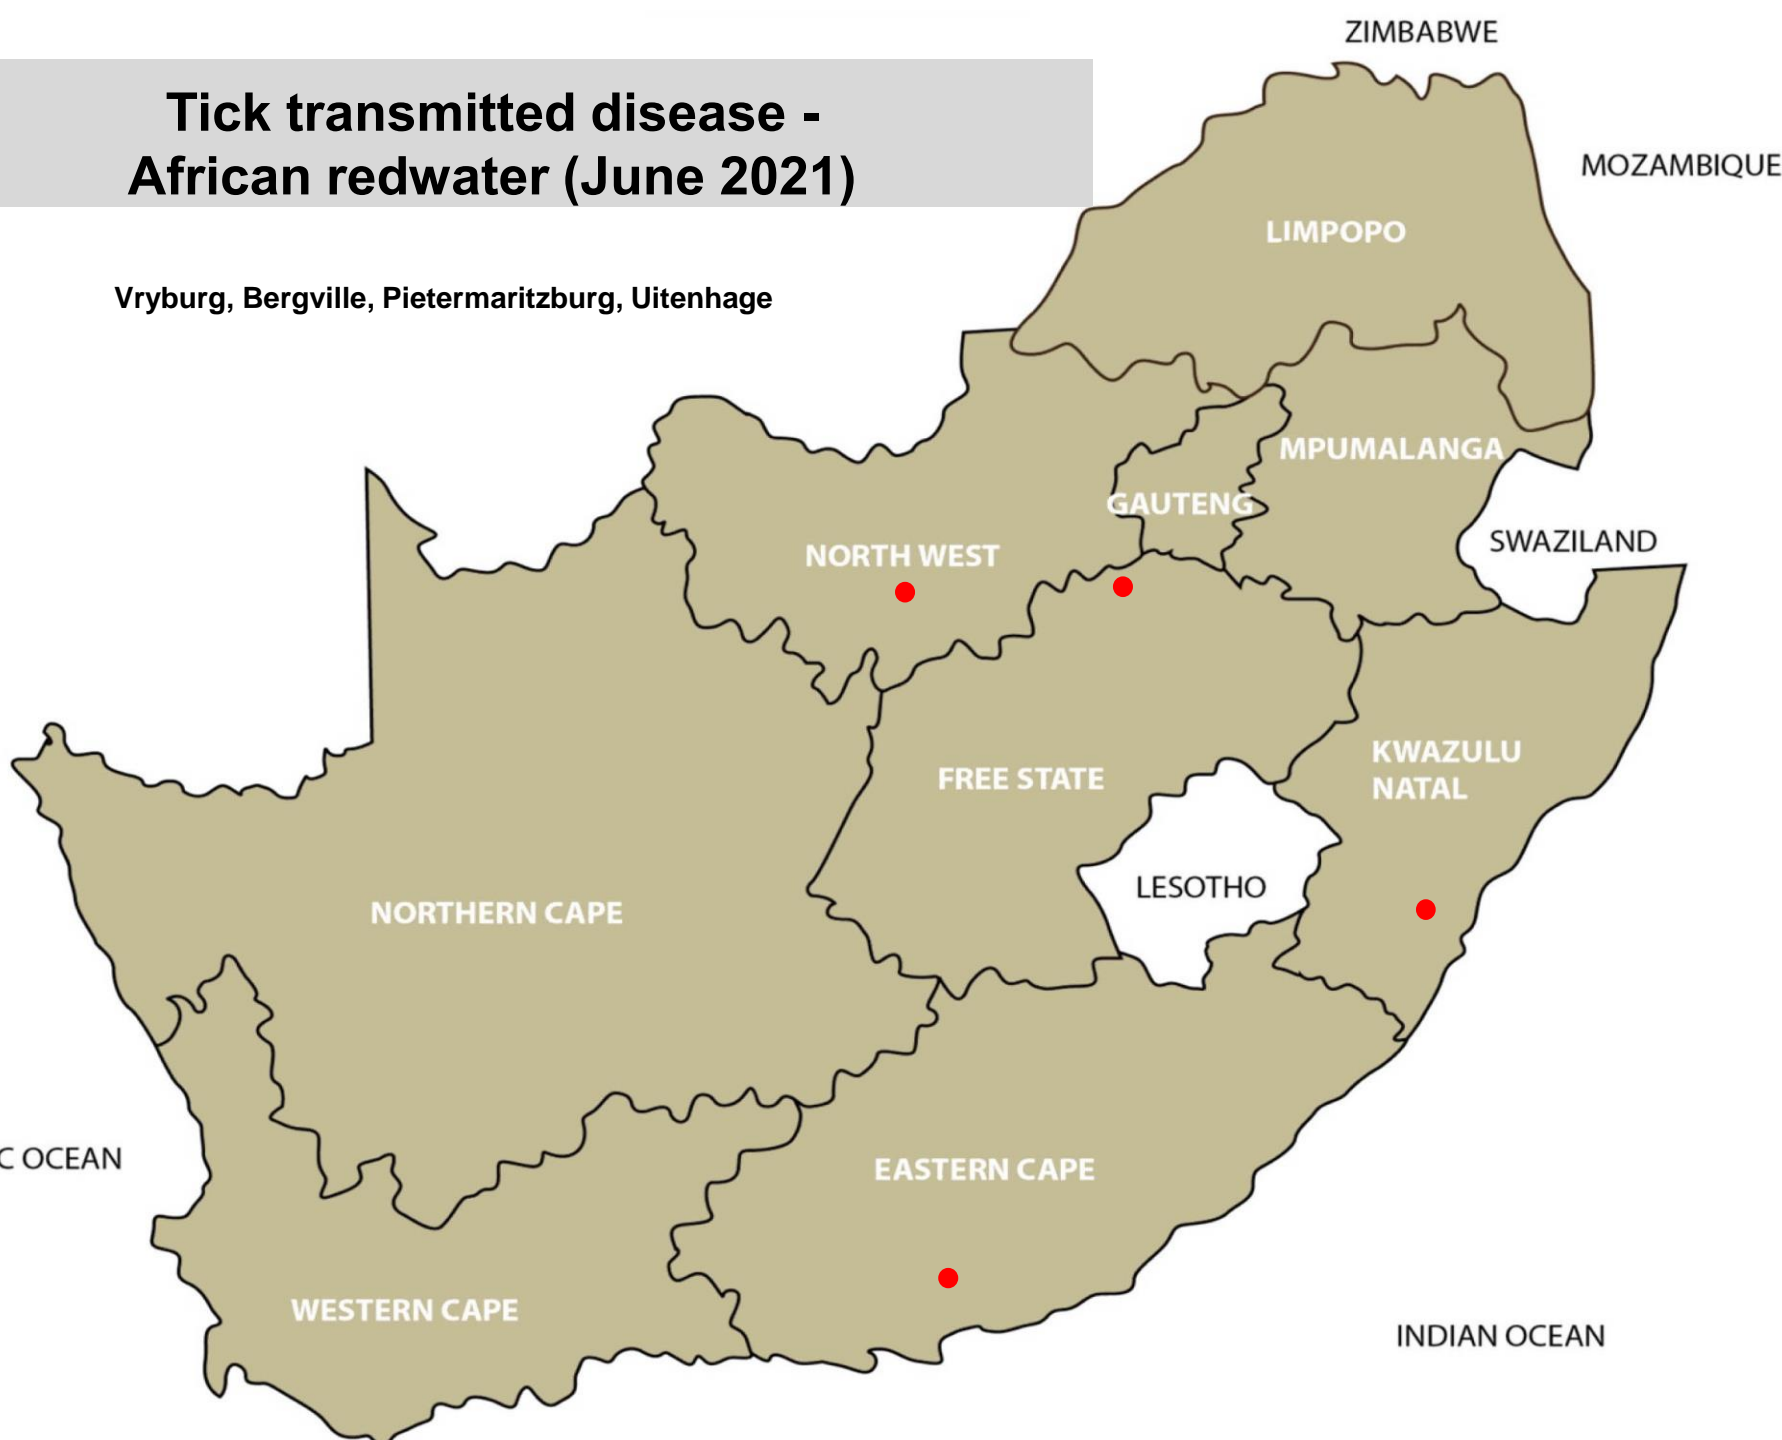 ZIMBABWE
Tick transmitted disease -
African redwater (June 2021)
MOZAMBIQUE
LIMPOPO
Vryburg, Bergville, Pietermaritzburg, Uitenhage
MPUMALANGA
GAUTENG
SWAZILAND
NORTH WEST
KWAZULU
NATAL
FREE STATE
LESOTHO
NORTHERN CAPE
C OCEAN
EASTERN CAPE
WESTERN CAPE
INDIAN OCEAN